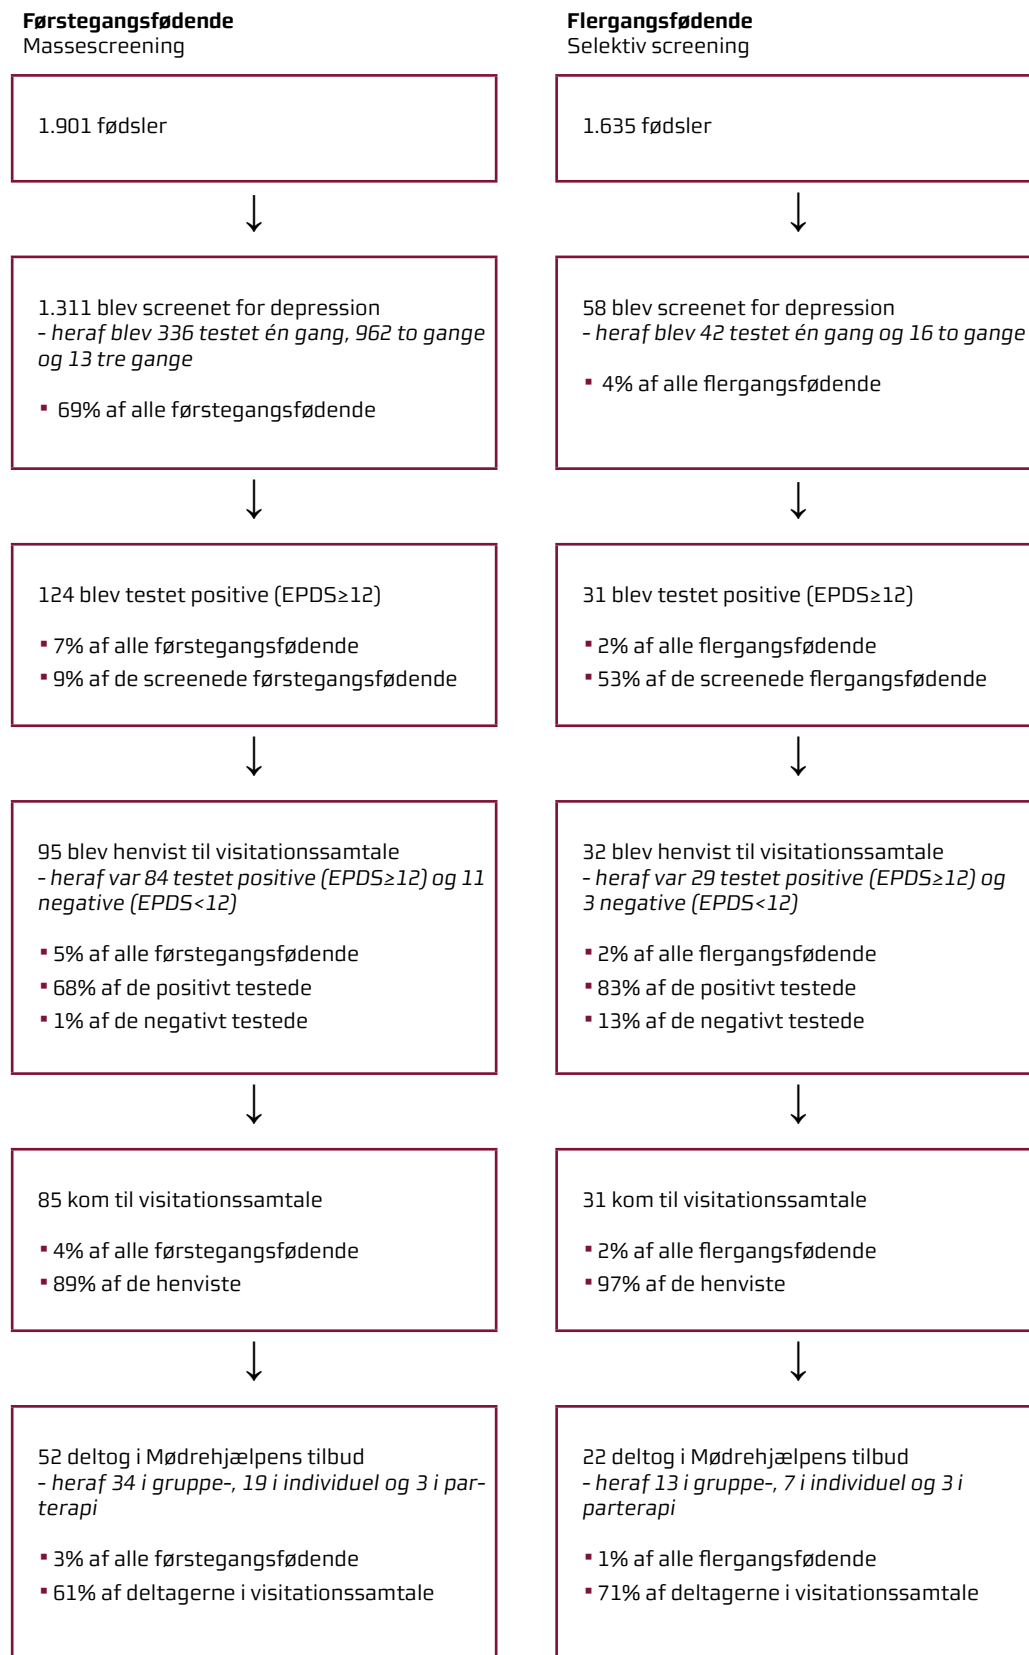 Førstegangsfødende
Massescreening
1.901 fødsler
1.311 blev screenet for depression
- heraf blev 336 testet én gang, 962 to gange
og 13 tre gange
▪ 69% af alle førstegangsfødende
124 blev testet positive (EPDS≥12)
▪ 7% af alle førstegangsfødende
▪ 9% af de screenede førstegangsfødende
95 blev henvist til visitationssamtale
- heraf var 84 testet positive (EPDS≥12) og 11
negative (EPDS<12)
▪ 5% af alle førstegangsfødende
▪ 68% af de positivt testede
▪ 1% af de negativt testede
85 kom til visitationssamtale
▪ 4% af alle førstegangsfødende
▪ 89% af de henviste
52 deltog i Mødrehjælpens tilbud
- heraf 34 i gruppe-, 19 i individuel og 3 i par-
terapi
▪ 3% af alle førstegangsfødende
▪ 61% af deltagerne i visitationssamtale
Flergangsfødende
Selektiv screening
1.635 fødsler
58 blev screenet for depression
- heraf blev 42 testet én gang og 16 to gange
▪ 4% af alle flergangsfødende
31 blev testet positive (EPDS≥12)
▪ 2% af alle flergangsfødende
▪ 53% af de screenede flergangsfødende
32 blev henvist til visitationssamtale
- heraf var 29 testet positive (EPDS≥12) og
3 negative (EPDS<12)
▪ 2% af alle flergangsfødende
▪ 83% af de positivt testede
▪ 13% af de negativt testede
31 kom til visitationssamtale
▪ 2% af alle flergangsfødende
▪ 97% af de henviste
22 deltog i Mødrehjælpens tilbud
- heraf 13 i gruppe-, 7 i individuel og 3 i
parterapi
▪ 1% af alle flergangsfødende
▪ 71% af deltagerne i visitationssamtale